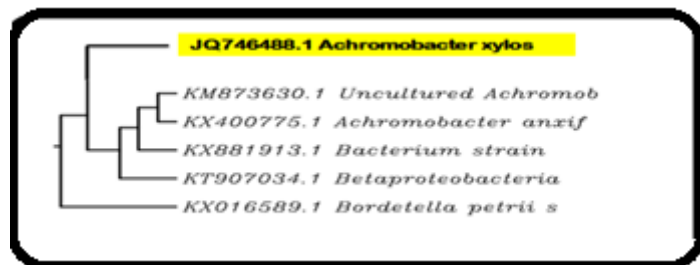 JQ746488.1 Achromobacter xylos
KM873630.1 Uncultured Achromob
KX400775.1 Achromobacter anxif
KX881913.1 Bacterium strain
KT907034.1 Betaproteobacteria
KX016589.1 Bordetella petrii s